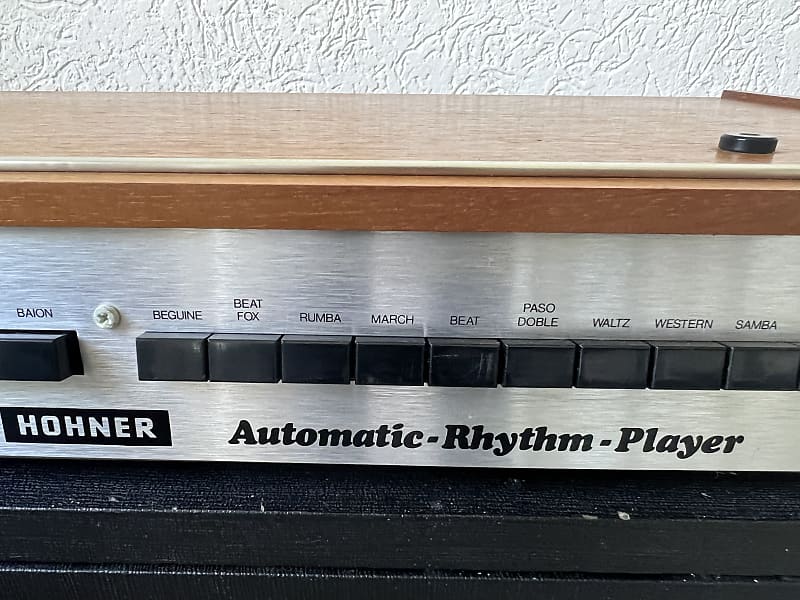 BAION
BEGUINE
BEAT
FOX
RUMBA
MARCH
BEAT
PASO
DOBLE
WALTZ
WESTERN
SAMBA
HOHNER
Automatic-Rhythm-Player